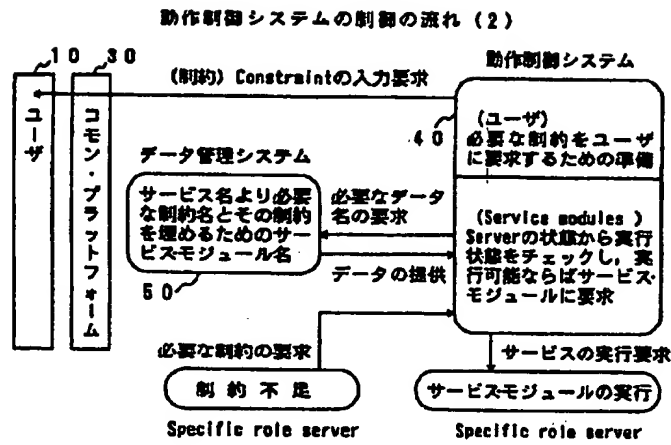 動作制御システムの制御の流れ（2）
10
30
ユーザ
コモン・プラットフォーム
(制約) Constraintの入力要求
動作制御システム
40
(ユーザ)
必要な制約をユーザ
に要求するための準備
データ管理システム
サービス名より必要
な制約名とその制約
を埋めるためのサー
ビスモジュール名
50
必要なデータ
名の要求
データの提供
(Service modules )
Serverの状態から実行
状態をチェックし，実
行可能ならばサービス・
モジュールに要求
必要な制約の要求
サービスの実行要求
制約不足
サービスモジュールの実行
Specific role server
Specific role server